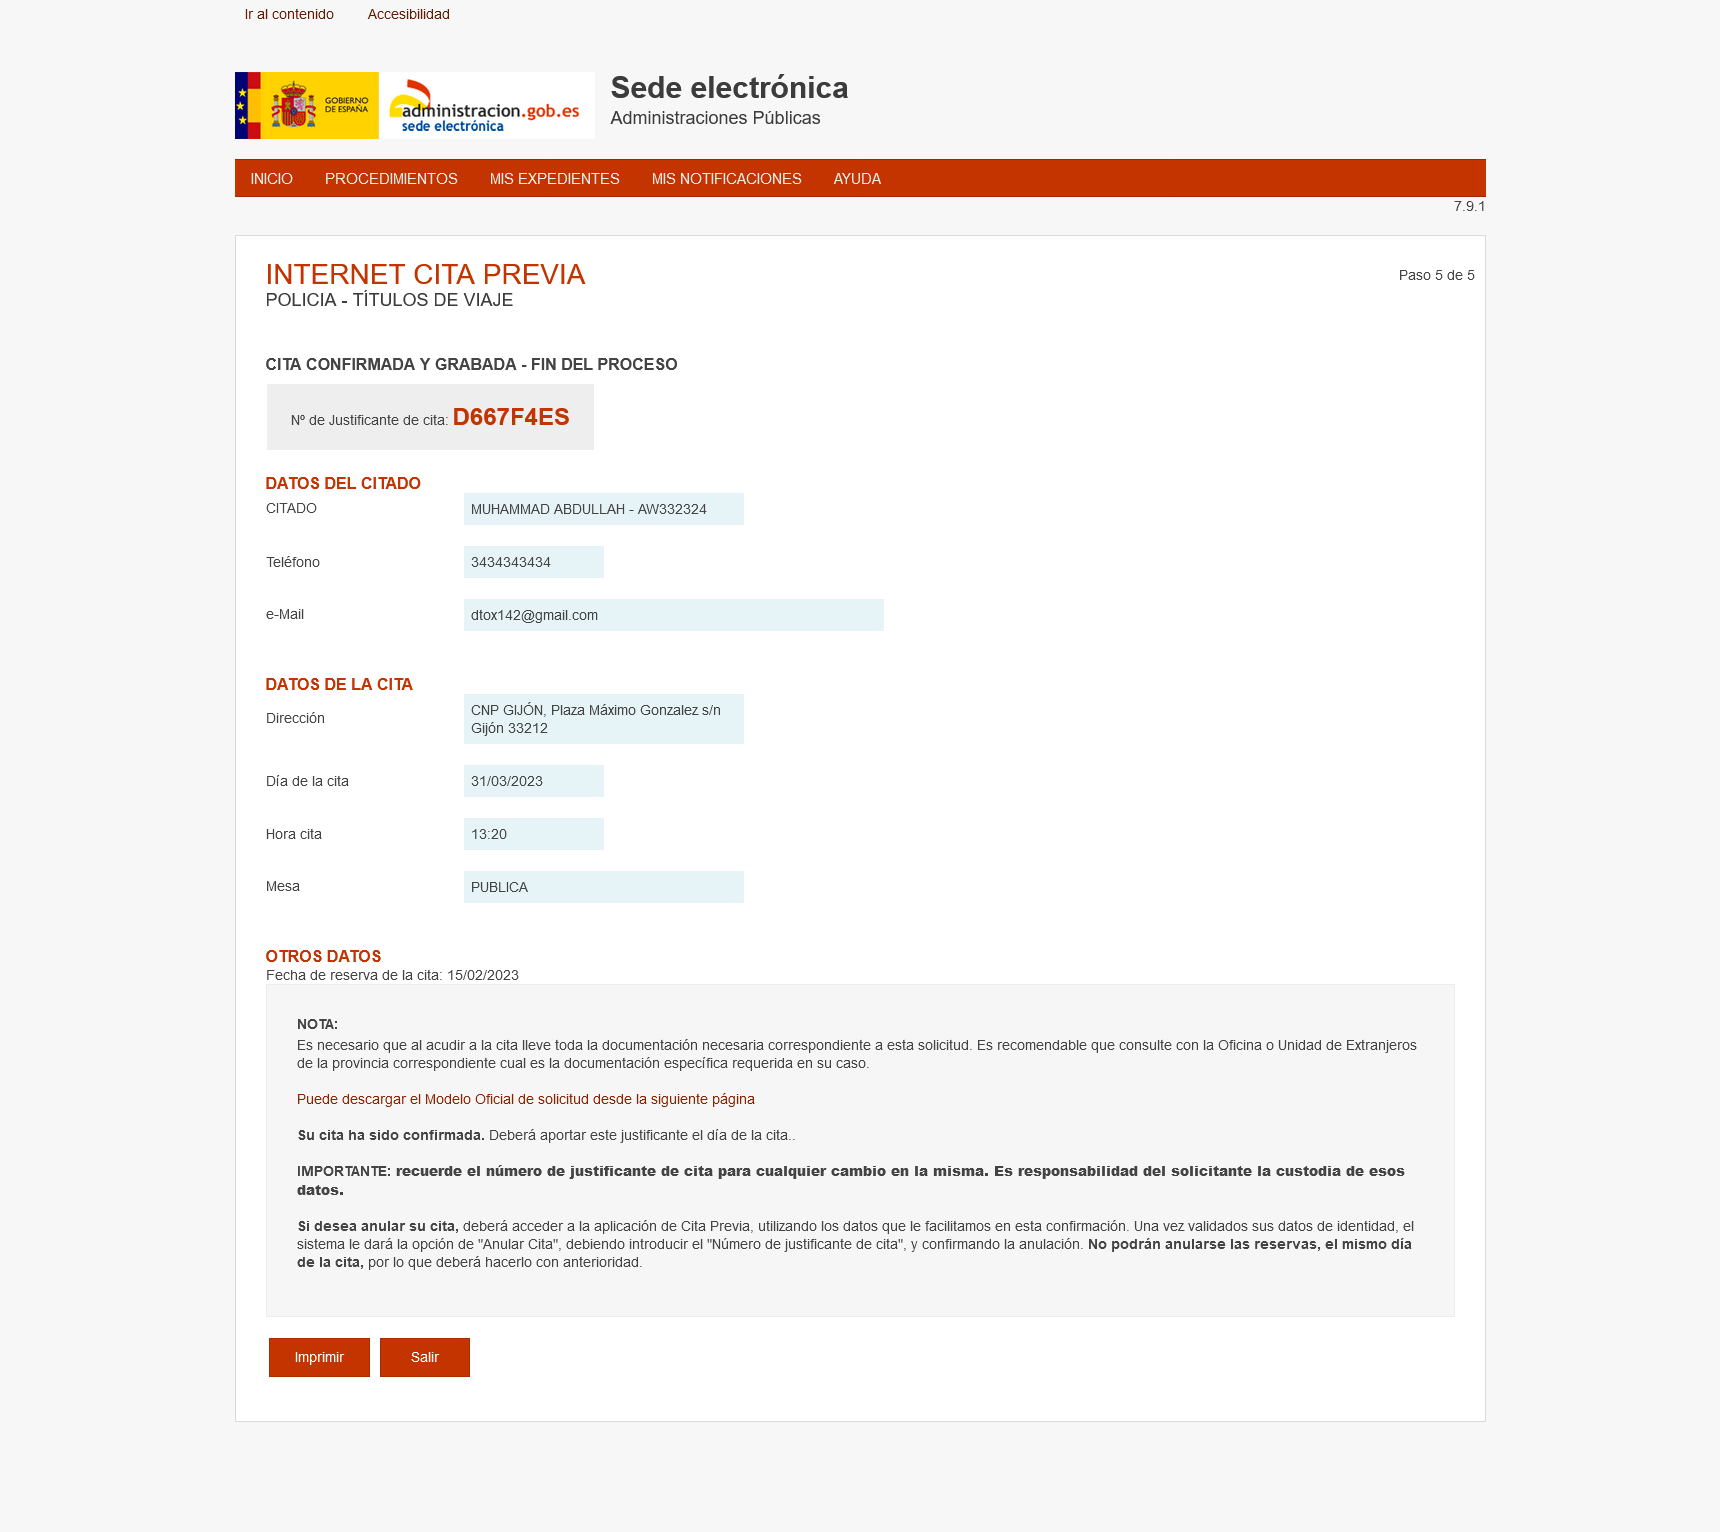 Ir al contenido Accesibilidad
GOBIERNO
DE ESPAÑA
administracion.gob.es
sede electrónica
Sede electrónica
Administraciones Públicas
INICIO PROCEDIMIENTOS MIS EXPEDIENTES MIS NOTIFICACIONES AYUDA
7.9.1
INTERNET CITA PREVIA
Paso 5 de 5
POLICIA - TÍTULOS DE VIAJE
CITA CONFIRMADA Y GRABADA - FIN DEL PROCESO
Nº de Justificante de cita: D667F4ES
DATOS DEL CITADO
CITADO MUHAMMAD ABDULLAH - AW332324
Teléfono 3434343434
e-Mail dtox142@gmail.com
DATOS DE LA CITA
Dirección CNP GIJÓN, Plaza Máximo Gonzalez s/n
Gijón 33212
Día de la cita 31/03/2023
Hora cita 13:20
Mesa PUBLICA
OTROS DATOS
Fecha de reserva de la cita: 15/02/2023
NOTA:
Es necesario que al acudir a la cita lleve toda la documentación necesaria correspondiente a esta solicitud. Es recomendable que consulte con la Oficina o Unidad de Extranjeros
de la provincia correspondiente cual es la documentación específica requerida en su caso.
Puede descargar el Modelo Oficial de solicitud desde la siguiente página
Su cita ha sido confirmada. Deberá aportar este justificante el día de la cita..
IMPORTANTE: recuerde el número de justificante de cita para cualquier cambio en la misma. Es responsabilidad del solicitante la custodia de esos
datos.
Si desea anular su cita, deberá acceder a la aplicación de Cita Previa, utilizando los datos que le facilitamos en esta confirmación. Una vez validados sus datos de identidad, el
sistema le dará la opción de "Anular Cita", debiendo introducir el "Número de justificante de cita", y confirmando la anulación. No podrán anularse las reservas, el mismo día
de la cita, por lo que deberá hacerlo con anterioridad.
Imprimir Salir